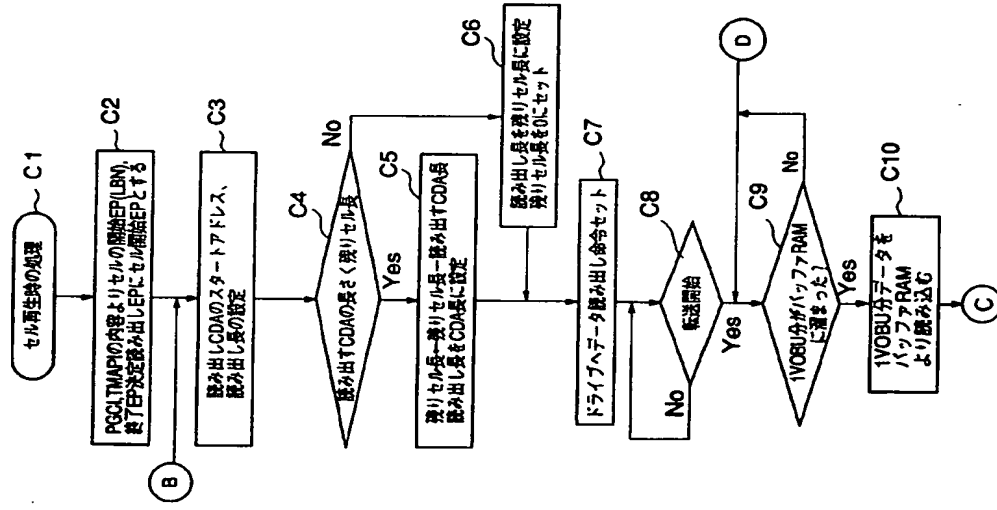 セル再生時の処理
C1
PGCI,TMAPIの内容よりセルの開始EP(LBN),
終了EP決定読み出しEPにセル開始EPとする
C2
B
読み出しCDAのスタートアドレス、
読み出し長の設定
C3
読み出すCDAの長さ<残りセル長
C4
No
Yes
残りセル長←残りセル長ー読み出すCDA長
読み出し長をCDA長に設定
C5
読み出し長を残りセル長に設定
残りセル長を0にセット
C6
ドライブへデータ読み出し命令セット
C7
転送開始
C8
No
Yes
D
1VOBU分がバッファRAM
に溜まった?
C9
No
Yes
1VOBU分データを
バッファRAM
より読み込む
C10
C